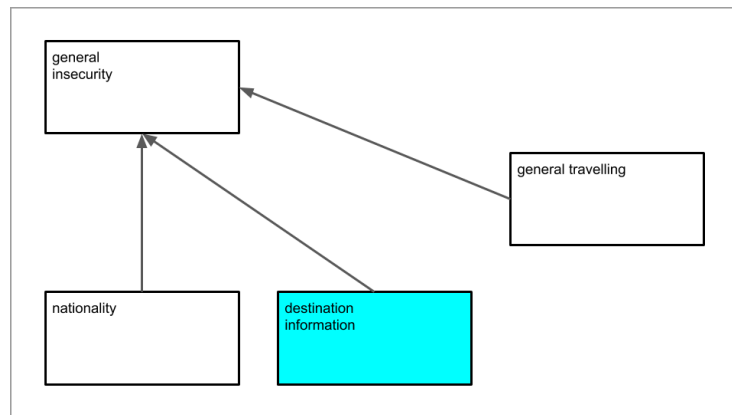 general
insecurity
general travelling
nationality
destination
information